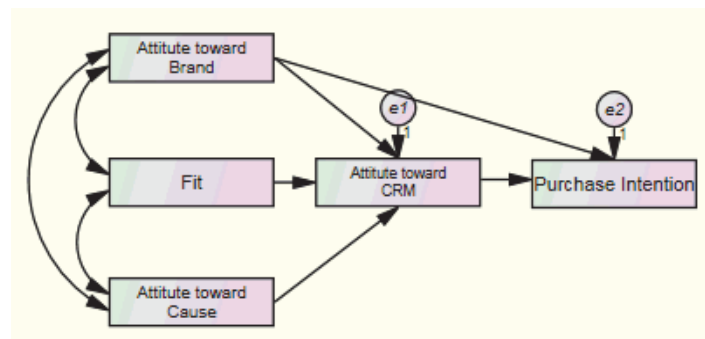 Attitute toward
Brand
e1
1
e2
1
Fit
Attitute toward
CRM
Purchase Intention
Attitute toward
Cause